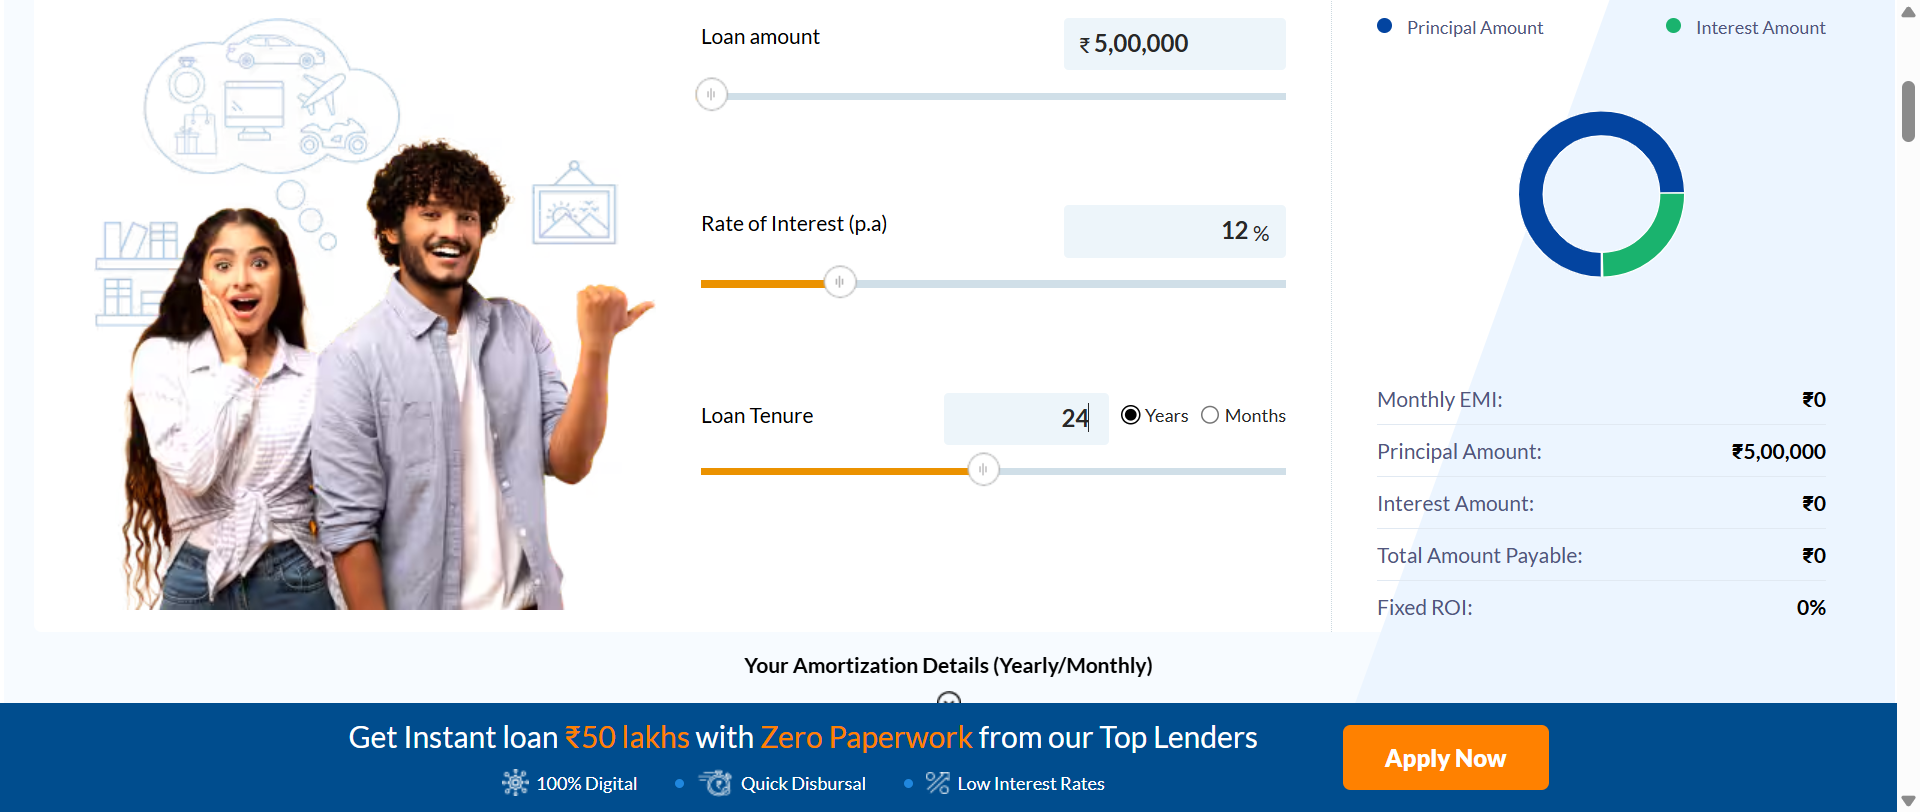 Loan amount
₹ 5,00,000
Rate of Interest (p.a)
12 %
Loan Tenure
24
Years Months
Principal Amount Interest Amount
Monthly EMI: ₹0
Principal Amount: ₹5,00,000
Interest Amount: ₹0
Total Amount Payable: ₹0
Fixed ROI: 0%
Your Amortization Details (Yearly/Monthly)
Get Instant loan ₹50 lakhs with Zero Paperwork from our Top Lenders
100% Digital • Quick Disbursal • Low Interest Rates
Apply Now